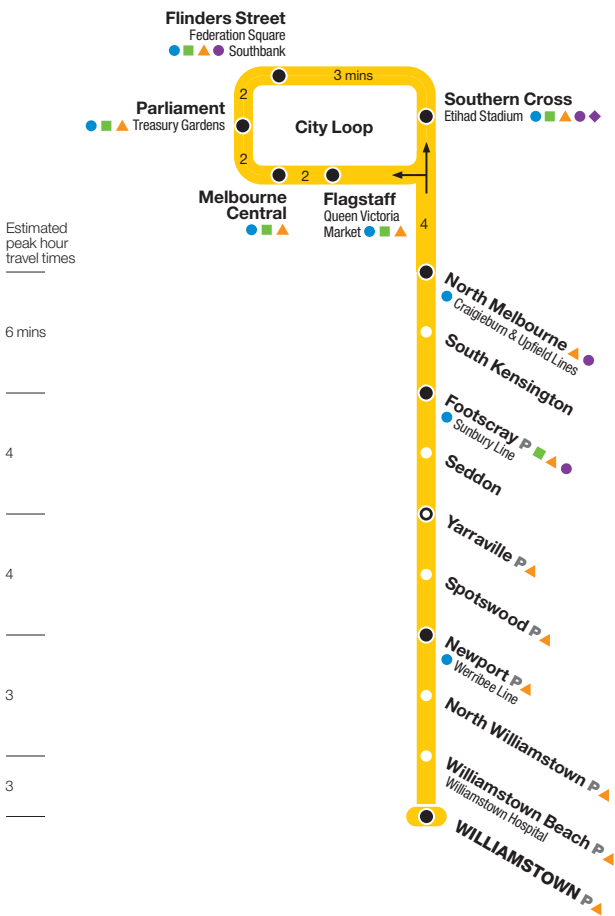 Flinders Street
Federation Square
Southbank
3 mins
2
Parliament
Treasury Gardens
City Loop
Southern Cross
Etihad Stadium
2
2
Melbourne
Central
Flagstaff
Queen Victoria
Market
4
Estimated
peak hour
travel times
North Melbourne
Craigieburn & Upfield Lines
6 mins
South Kensington
Footscray P
Sunbury Line
4
Seddon
Yarraville P
4
Spotswood P
Newport P
Werribee Line
3
North Williamstown P
Williamstown Beach P
Williamstown Hospital
3
WILLIAMSTOWN P